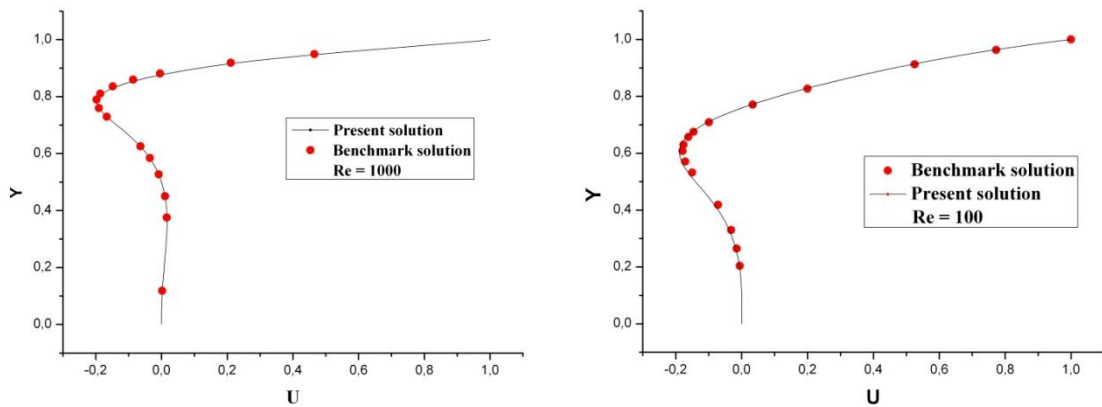 1,0
0,8
0,6
0,4
0,2
0,0
Y
-0,2 0,0 0,2 0,4 0,6 0,8 1,0
U
Present solution
Benchmark solution
Re = 1000
1,0
0,8
0,6
0,4
0,2
0,0
Y
-0,2 0,0 0,2 0,4 0,6 0,8 1,0
U
Benchmark solution
Present solution
Re = 100